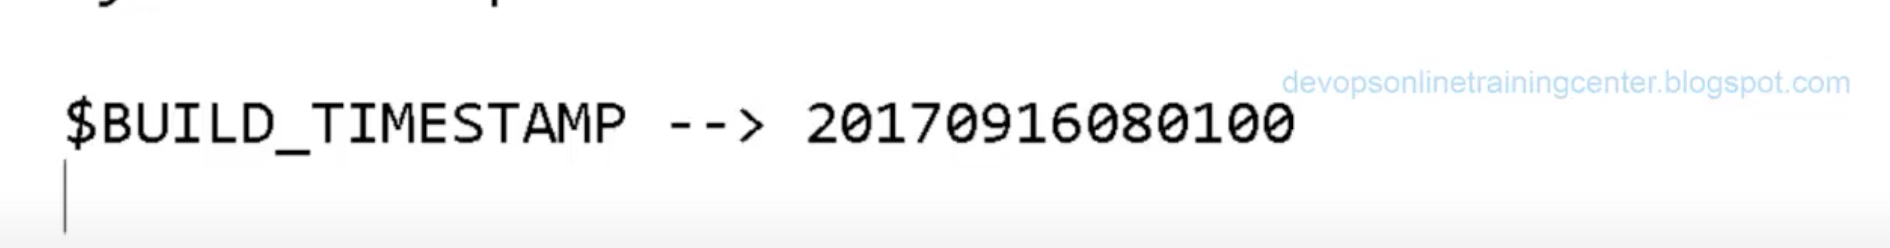 devopsonlinetrainingcenter.blogspot.com
$BUILD_TIMESTAMP --> 20170916080100